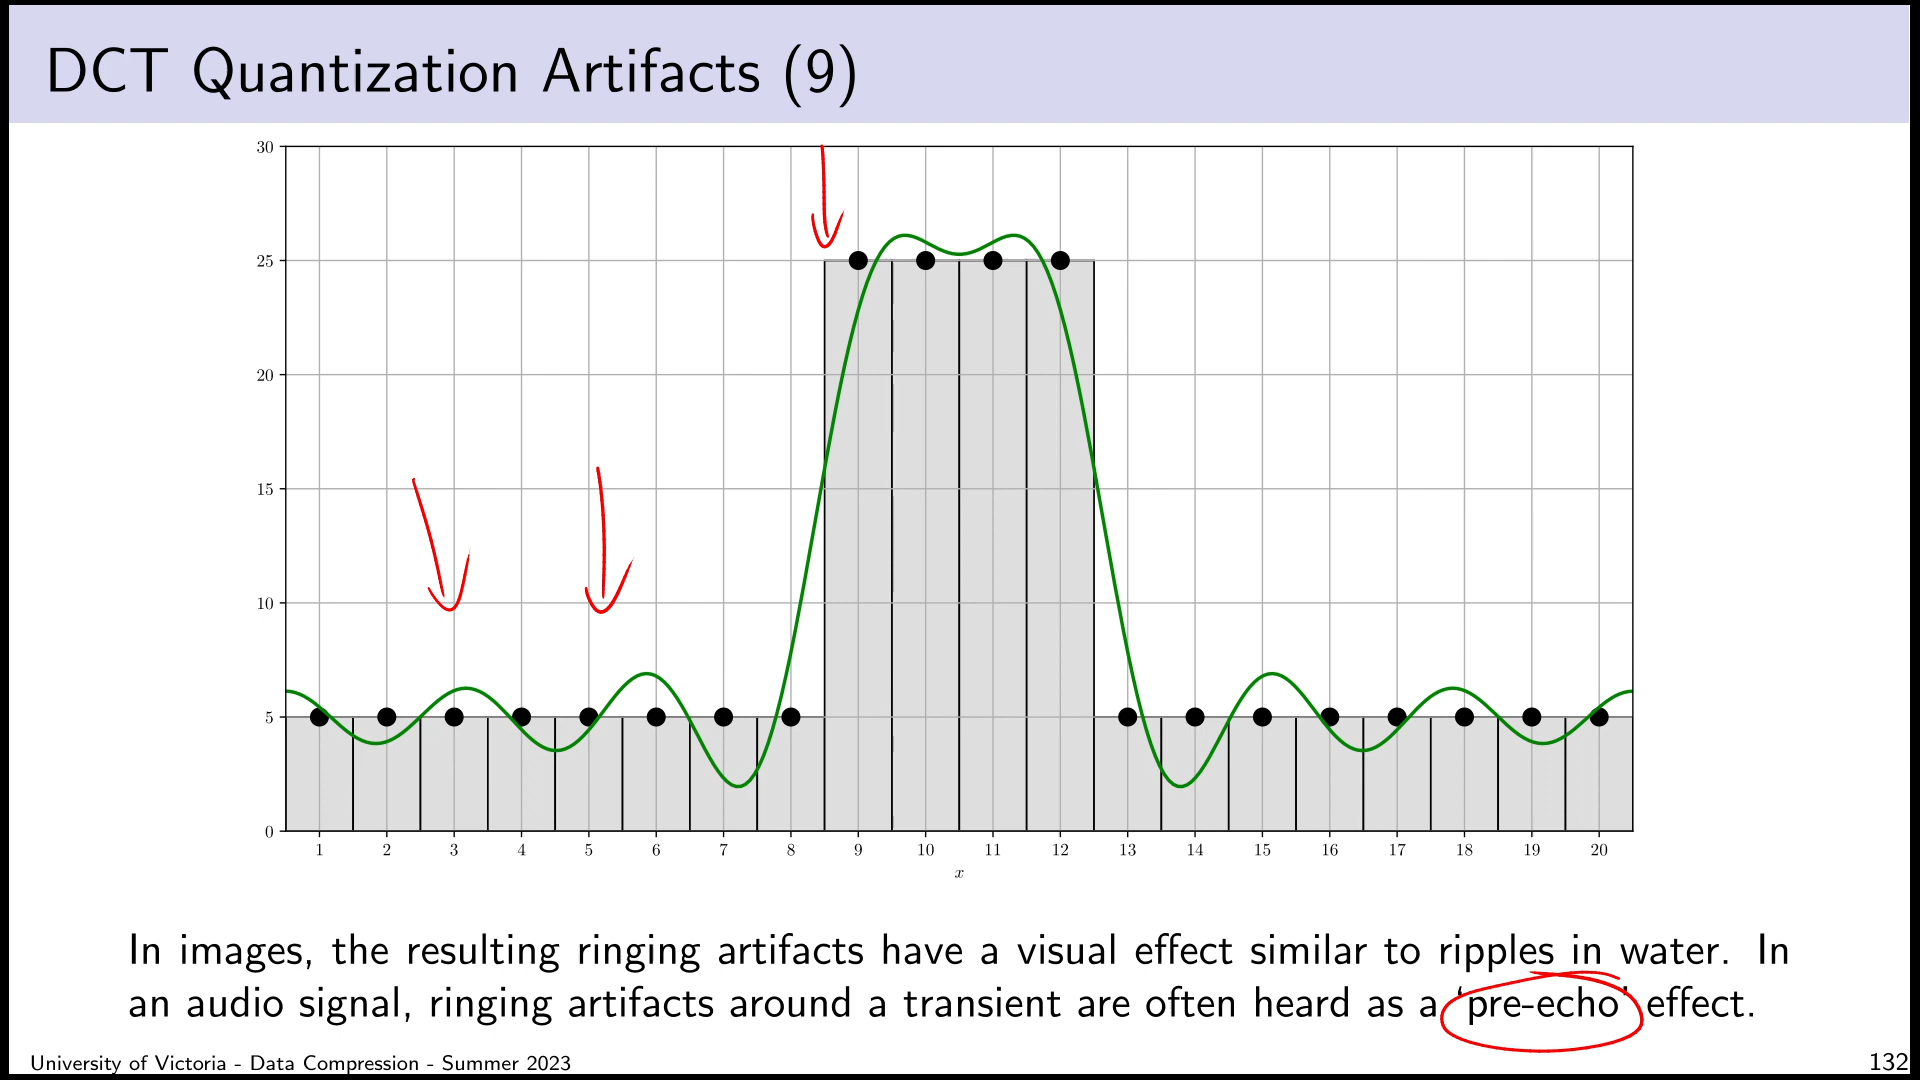 DCT Quantization Artifacts (9)
30
25
20
15
10
5
0
1 2 3 4 5 6 7 8 9 10 11 12 13 14 15 16 17 18 19 20
x
In images, the resulting ringing artifacts have a visual effect similar to ripples in water. In
an audio signal, ringing artifacts around a transient are often heard as a ‘pre-echo’ effect.
University of Victoria - Data Compression - Summer 2023
132